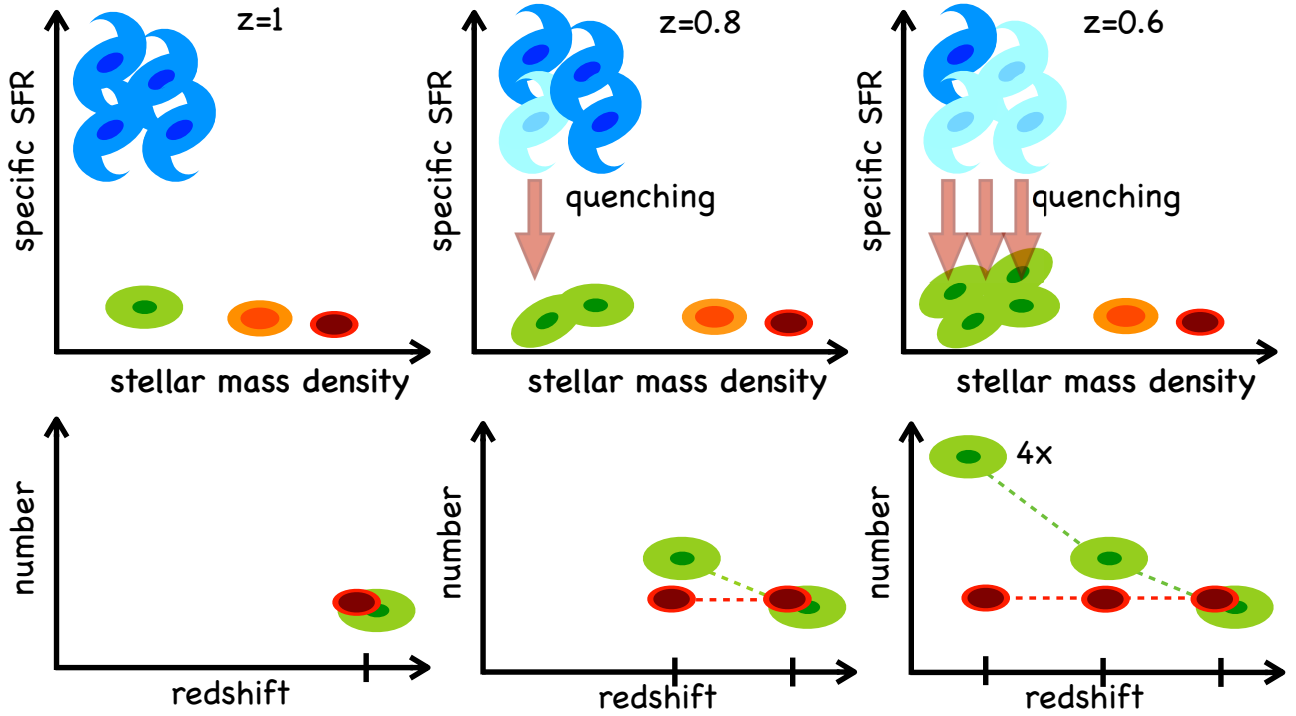 z=1
specific SFR
stellar mass density
z=0.8
specific SFR
quenching
stellar mass density
z=0.6
specific SFR
quenching
stellar mass density
number
redshift
number
redshift
4x
number
redshift